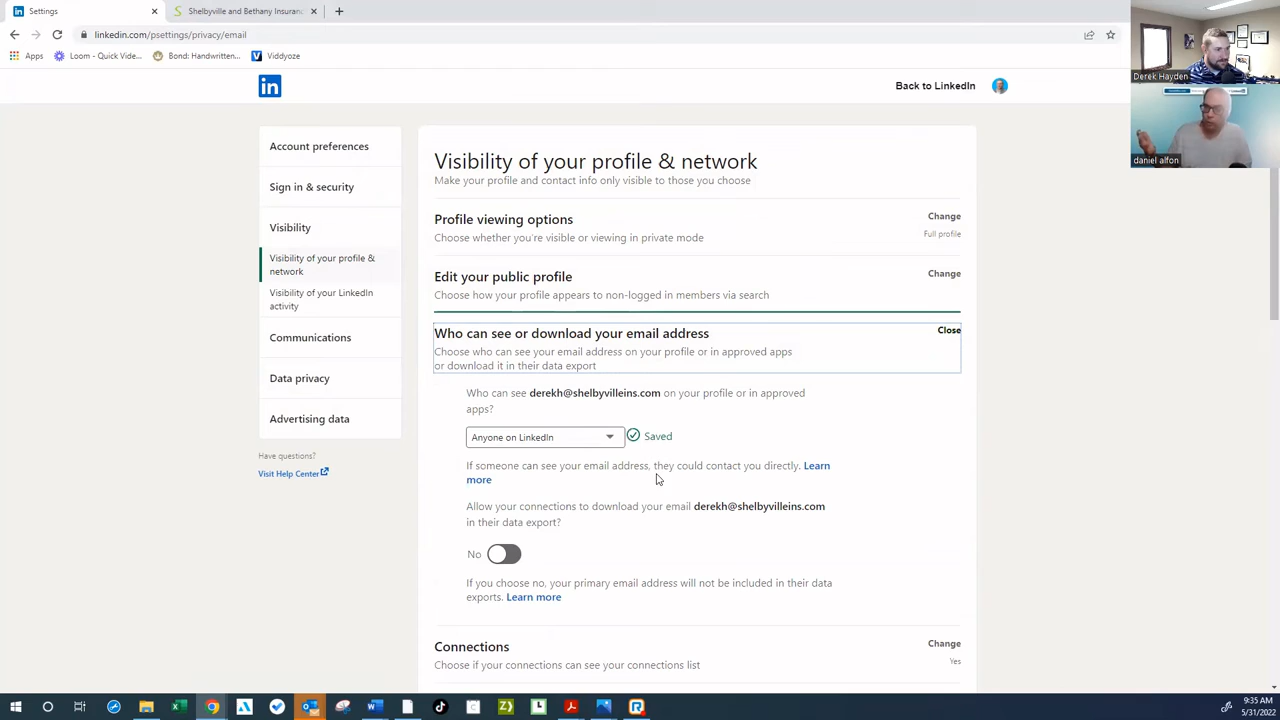 Settings
Shelbyville and Bethany Insuranc
linkedin.com/psettings/privacy/email
Apps
Loom - Quick Vide...
Bond: Handwritten...
Viddyoze
Derek Hayden
daniel alfon
in
Back to LinkedIn
Account preferences
Sign in & security
Visibility
Visibility of your profile &
network
Visibility of your LinkedIn
activity
Communications
Data privacy
Advertising data
Have questions?
Visit Help Center
Visibility of your profile & network
Make your profile and contact info only visible to those you choose
Profile viewing options
Change
Choose whether you're visible or viewing in private mode
Full profile
Edit your public profile
Change
Choose how your profile appears to non-logged in members via search
Who can see or download your email address
Close
Choose who can see your email address on your profile or in approved apps
or download it in their data export
Who can see derekh@shelbyvilleins.com on your profile or in approved
apps?
Anyone on LinkedIn
Saved
If someone can see your email address, they could contact you directly. Learn
more
Allow your connections to download your email derekh@shelbyvilleins.com
in their data export?
No
If you choose no, your primary email address will not be included in their data
exports. Learn more
Connections
Change
Choose if your connections can see your connections list
Yes
9:35 AM
5/31/2022